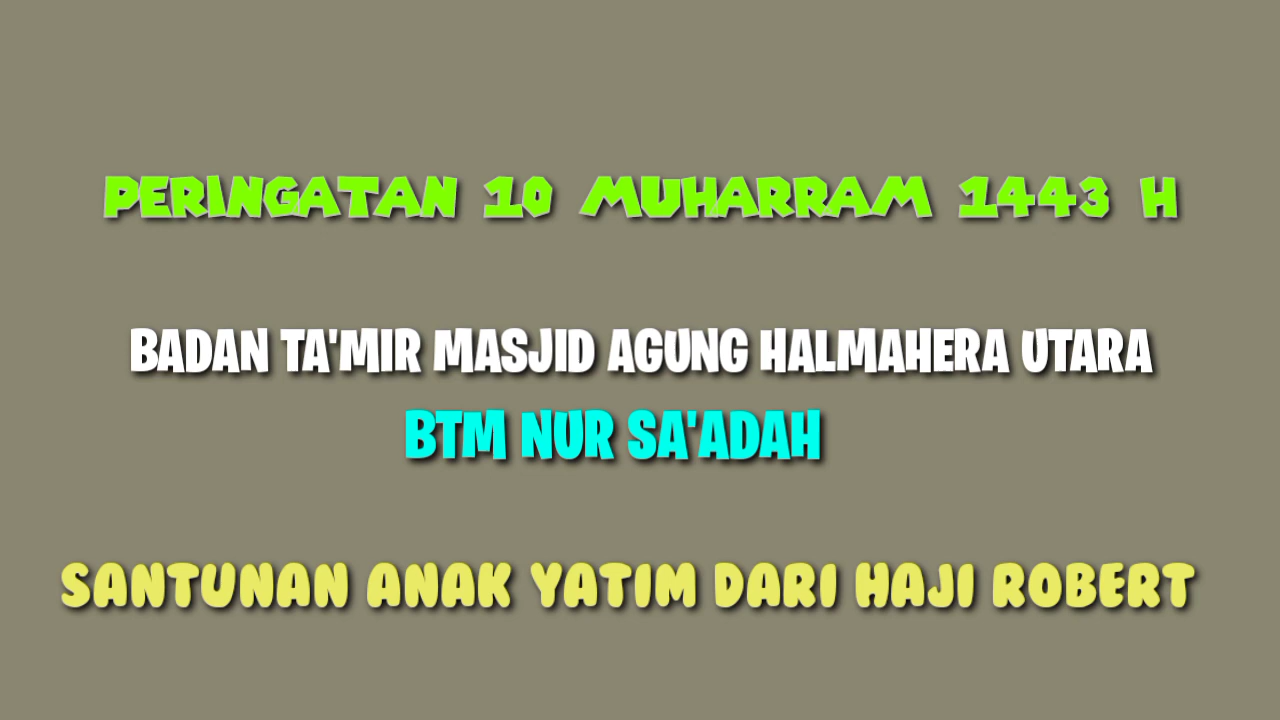 PERINGATAN 10 MUHARRAM 1443 H
BADAN TA'MIR MASJID AGUNG HALMAHERA UTARA
BTM NUR SA'ADAH
SANTUNAN ANAK YATIM DARI HAJI ROBERT